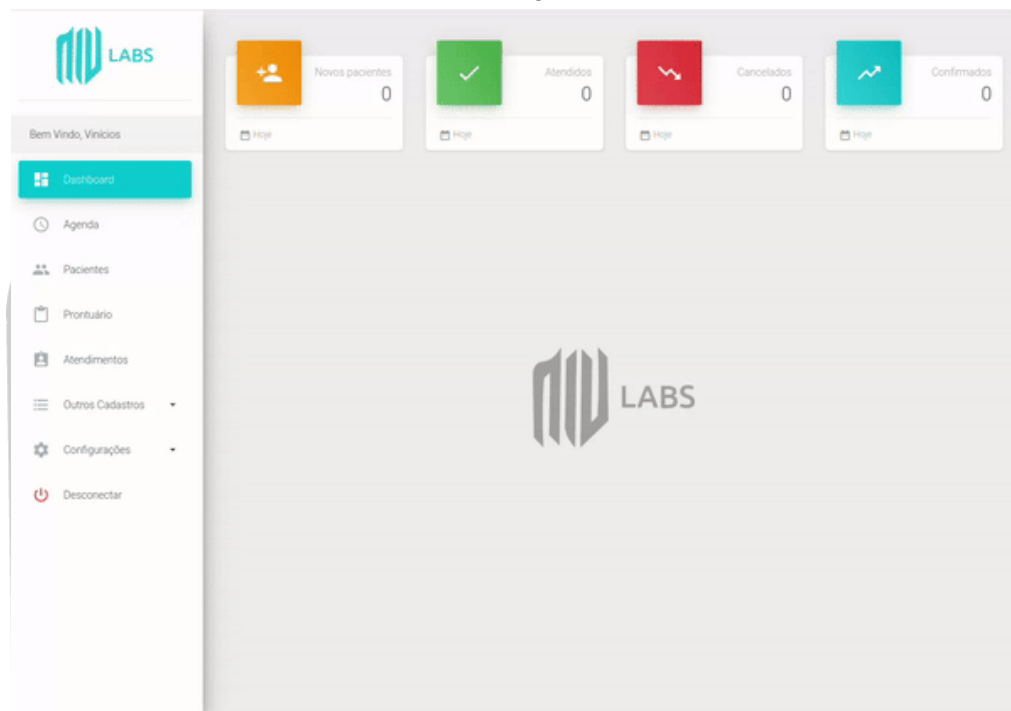 LABS
Bem Vindo, Vinícios
Dashboard
Agenda
Pacientes
Prontuário
Atendimentos
Outros Cadastros
Configurações
Desconectar
Novos pacientes
0
Hoje
Atendidos
0
Hoje
Cancelados
0
Hoje
Confirmados
0
Hoje
LABS